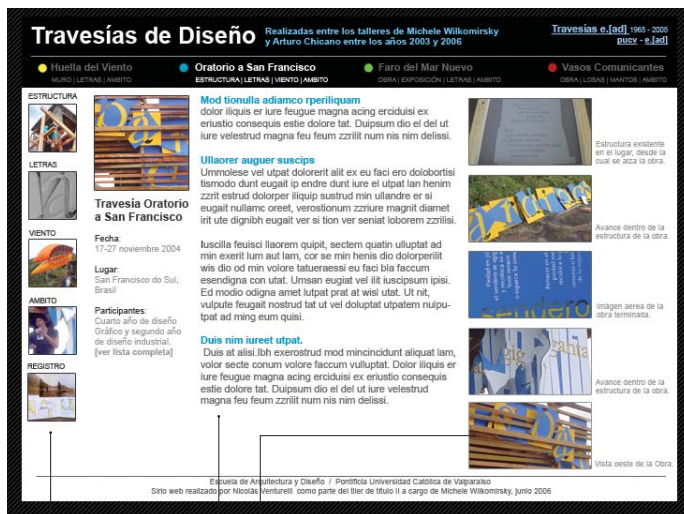 Travesías de Diseño
Realizadas entre los talleres de Michele Wilkomirsky
y Arturo Chicano entre los años 2003 y 2006
Travesias e.[ad] 1965 - 2005
pucv - e.[ad]
Huella del Viento
MURO | LETRAS | AMBITO
Oratorio a San Francisco
ESTRUCTURA | LETRAS | VIENTO | AMBITO
Faro del Mar Nuevo
OBRA | EXPOSICIÓN | LETRAS | AMBITO
Vasos Comunicantes
OBRA | LOSAS | MANTOS | AMBITO
ESTRUCTURA
LETRAS
VIENTO
AMBITO
REGISTRO
Travesía Oratorio
a San Francisco
Fecha:
17-27 noviembre 2004
Lugar:
San Francisco do Sul,
Brasil
Participantes:
Cuarto año de diseño
Gráfico y segundo año
de diseño industrial.
[ver lista completa]
Mod tionulla adiamco rperiliquam
dolor iliquis er iure feugue magna acing erciduisi ex
eriustio consequis estie dolore tat. Duipsum dio el del ut
iure velestrud magna feu feum zzrilit num nis nim delissi.
Ullaorer auguer suscips
Ummolese vel utpat dolorerit alit ex eu faci ero dolobortisi
tismodo dunt eugait ip endre dunt iure el utpat lan henim
zzrit estrud dolorper iliquip sustrud min ullandre er si
eugait nullamc oreet, verostionum zzriure magnit diamet
irit ute dignibh eugait ver si tion ver seniat loborem zzrilisi.
Iuscilla feuisci llaorem quipit, sectem quatin ulluptat ad
min exerit lum aut lam, cor se min henis dio dolorperilit
wis dio od min volore tatueraessi eu faci bla faccum
esendigna con utat. Umsan eugiat vel iit iuscipsum ipisi.
Ed modio odigna amet lutpat prat at wisl utat. Ut nit,
vulpute feugait nostrud tat ut vel doluptat utpatem nulpu-
tpat ad ming eum quisi.
Duis nim iureet utpat.
Duis at alisi.Ibh exerostrud mod mincincidunt aliquat lam,
volor secte conum volore faccum vulluptat. Dolor iliquis er
iure feugue magna acing erciduisi ex eriustio consequis
estie dolore tat. Duipsum dio el del ut iure velestrud
magna feu feum zzrilit num nis nim delissi.
Estructura existente
en el lugar, desde la
cual se alza la obra.
Avance dentro de la
estructura de la obra.
sendero
Imágen aerea de la
obra terminada.
Avance dentro de la
estructura de la obra.
Vista oeste de la Obra.
Escuela de Arquitectura y Diseño / Pontificia Universidad Católica de Valparaíso
Sitio web realizado por Nicolás Venturelli como parte del tller de título II a cargo de Michele Wilkomirsky, junio 2006